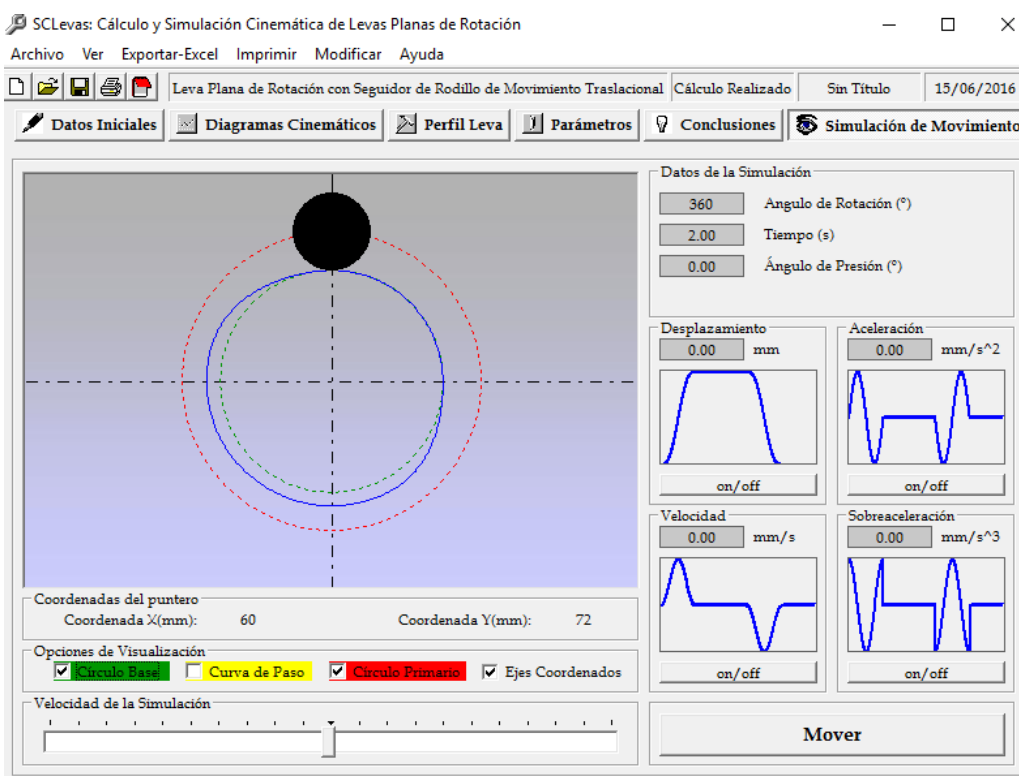 SCLevas: Cálculo y Simulación Cinemática de Levas Planas de Rotación
Archivo Ver Exportar-Excel Imprimir Modificar Ayuda
Leva Plana de Rotación con Seguidor de Rodillo de Movimiento Traslacional Cálculo Realizado Sin Título 15/06/2016
Datos Iniciales Diagramas Cinemáticos Perfil Leva Parámetros Conclusiones Simulación de Movimiento
Datos de la Simulación
360 Angulo de Rotación (º)
2.00 Tiempo (s)
0.00 Ángulo de Presión (º)
Desplazamiento
0.00 mm
on/off
Aceleración
0.00 mm/s^2
on/off
Velocidad
0.00 mm/s
on/off
Sobreaceleración
0.00 mm/s^3
on/off
Coordenadas del puntero
Coordenada X(mm): 60 Coordenada Y(mm): 72
Opciones de Visualización
Círculo Base Curva de Paso Círculo Primario Ejes Coordenados
Velocidad de la Simulación
Mover